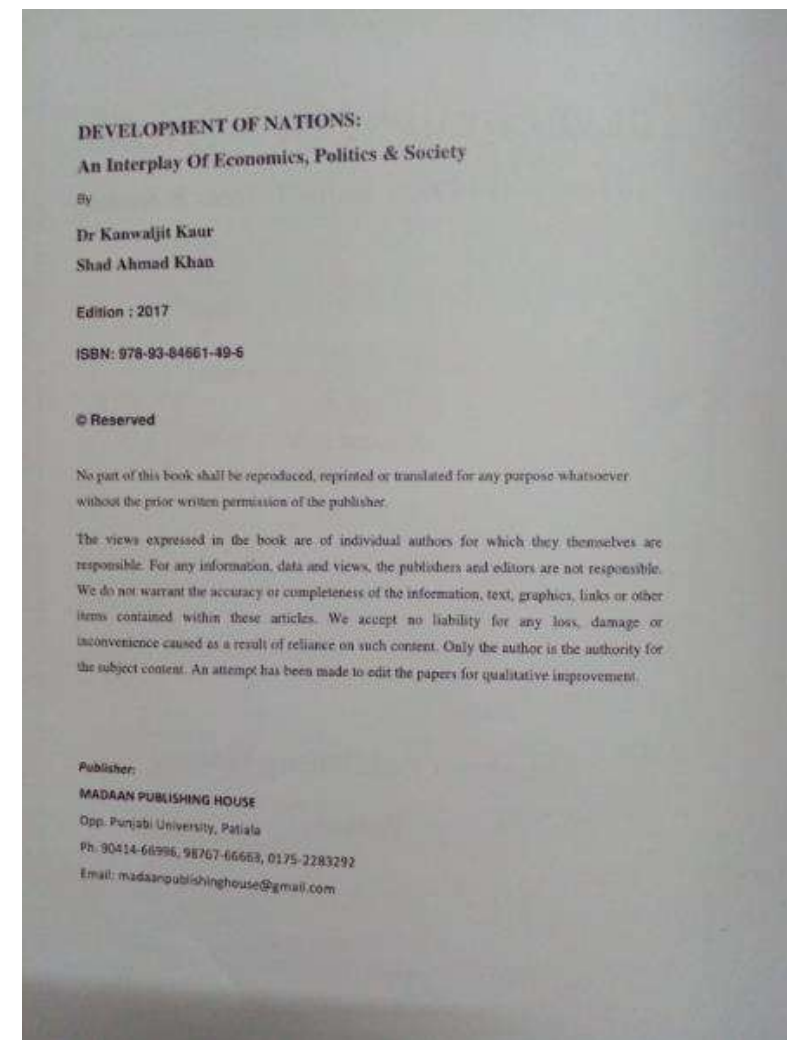 DEVELOPMENT OF NATIONS:
An Interplay Of Economics, Politics & Society
By
Dr Kanwaljit Kaur
Shad Ahmad Khan
Edition : 2017
ISBN: 978-93-84661-49-6
© Reserved
No part of this book shall be reproduced, reprinted or translated for any purpose whatsoever
without the prior written permission of the publisher.
The views expressed in the book are of individual authors for which they themselves are
responsible. For any information, data and views, the publishers and editors are not responsible.
We do not warrant the accuracy or completeness of the information, text, graphics, links or other
items contained within these articles. We accept no liability for any loss, damage or
inconvenience caused as a result of reliance on such content. Only the author is the authority for
the subject content. An attempt has been made to edit the papers for qualitative improvement.
Publisher:
MADAAN PUBLISHING HOUSE
Opp. Punjabi University, Patiala
Ph. 90414-66996, 98767-66663, 0175-2283292
Email: madaanpublishinghouse@gmail.com